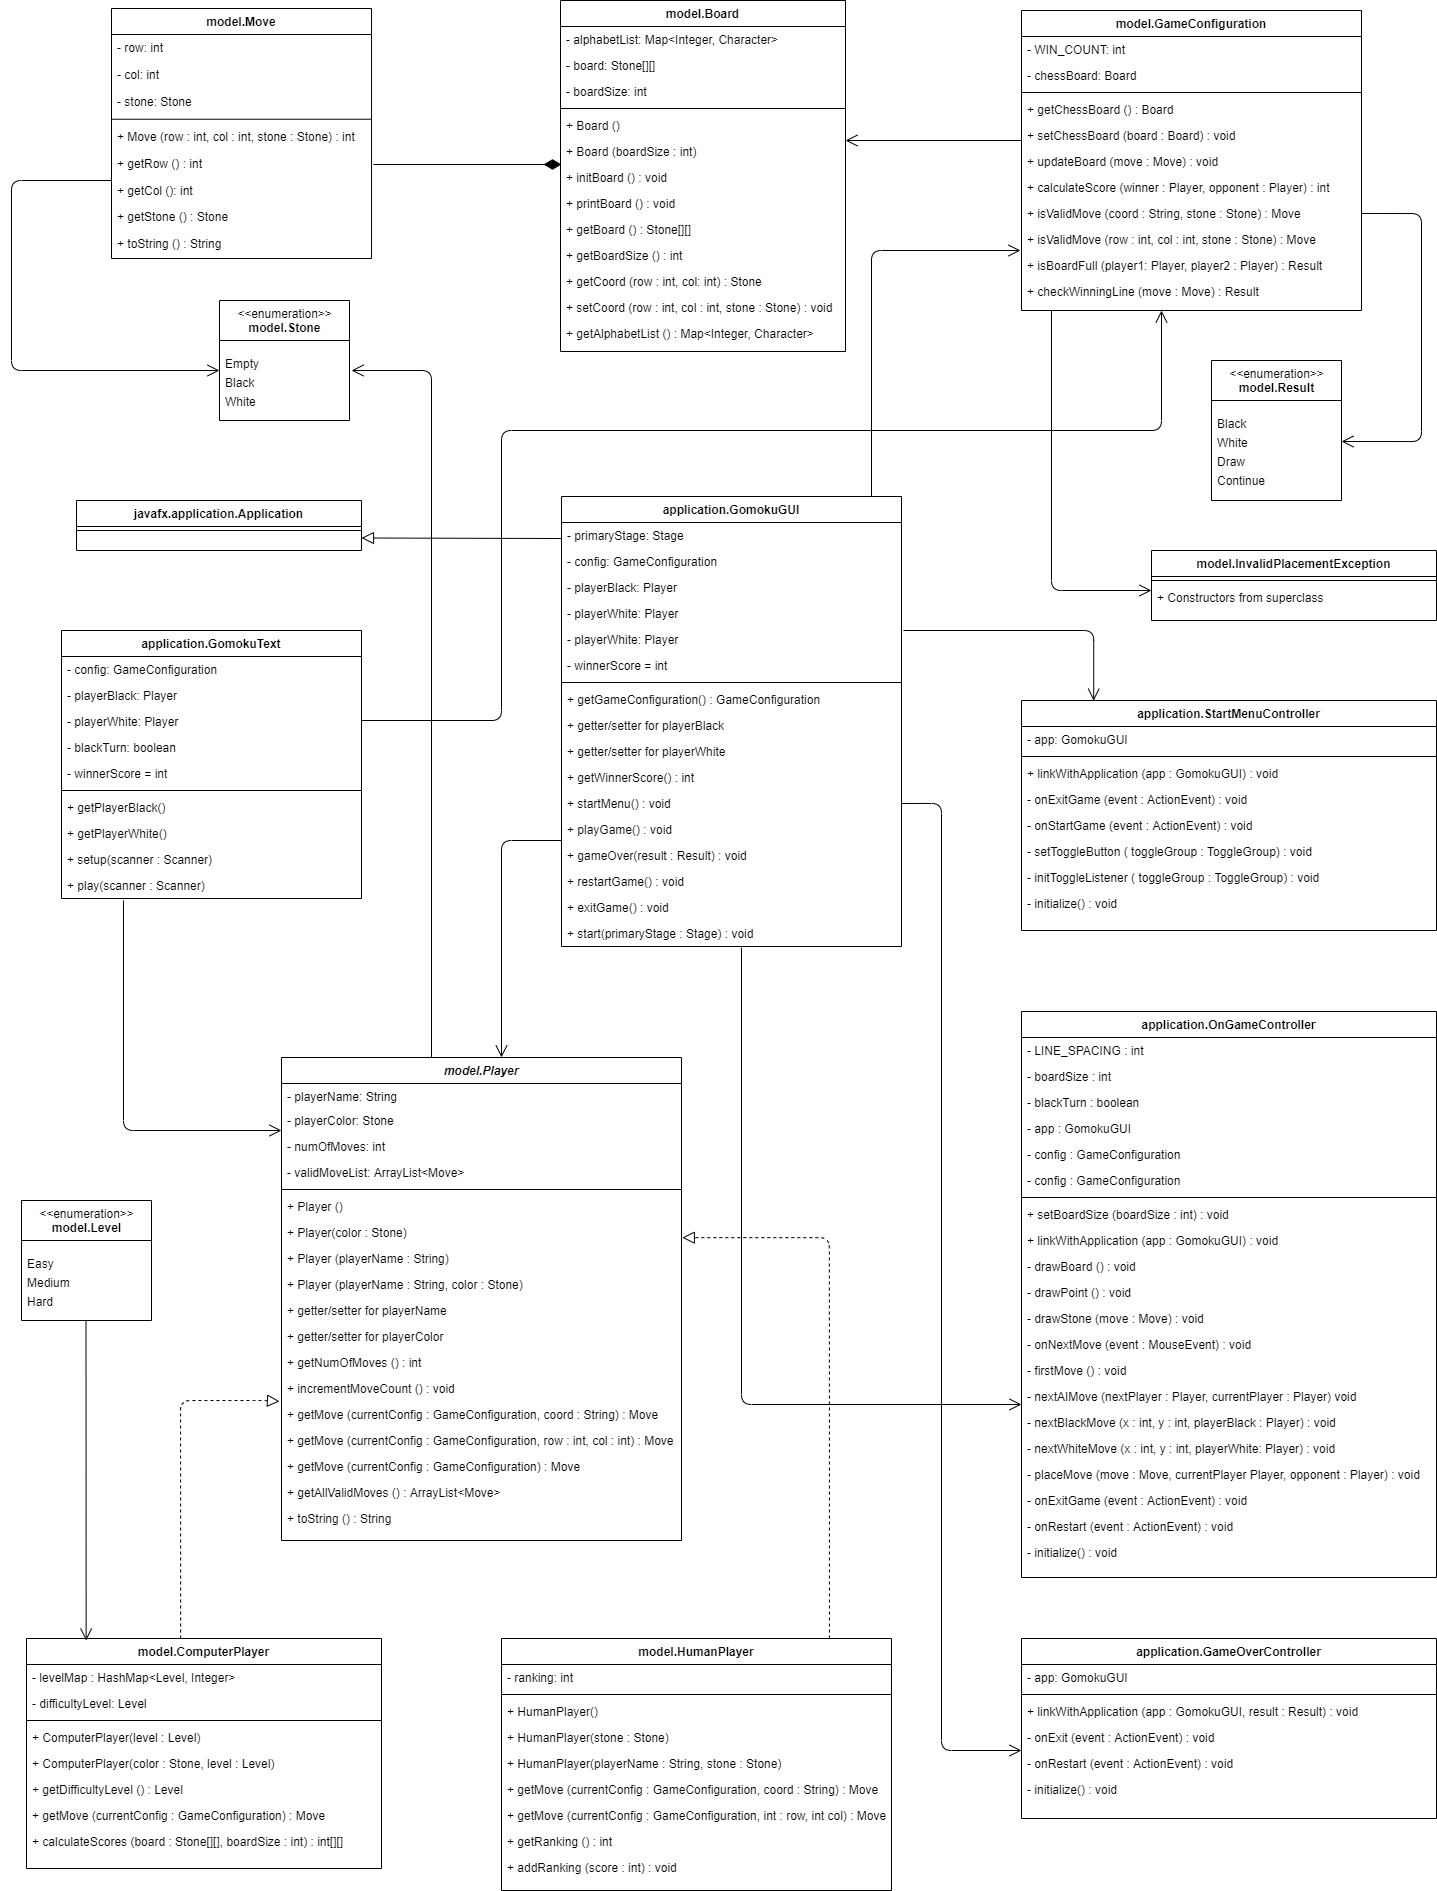 model.Move
- row: int
- col: int
- stone: Stone
+ Move (row : int, col : int, stone : Stone) : int
+ getRow () : int
+ getCol (): int
+ getStone () : Stone
+ toString () : String
model.Board
- alphabetList: Map<Integer, Character>
- board: Stone[][]
- boardSize: int
+ Board ()
+ Board (boardSize : int)
+ initBoard () : void
+ printBoard () : void
+ getBoard () : Stone[][]
+ getBoardSize () : int
+ getCoord (row : int, col: int) : Stone
+ setCoord (row : int, col : int, stone : Stone) : void
+ getAlphabetList () : Map<Integer, Character>
model.GameConfiguration
- WIN_COUNT: int
- chessBoard: Board
+ getChessBoard () : Board
+ setChessBoard (board : Board) : void
+ updateBoard (move : Move) : void
+ calculateScore (winner : Player, opponent : Player) : int
+ isValidMove (coord : String, stone : Stone) : Move
+ isValidMove (row : int, col : int, stone : Stone) : Move
+ isBoardFull (player1: Player, player2 : Player) : Result
+ checkWinningLine (move : Move) : Result
<<enumeration>>
model.Stone
Empty
Black
White
<<enumeration>>
model.Result
Black
White
Draw
Continue
javafx.application.Application
application.GomokuGUI
- primaryStage: Stage
- config: GameConfiguration
- playerBlack: Player
- playerWhite: Player
- playerWhite: Player
- winnerScore = int
+ getGameConfiguration() : GameConfiguration
+ getter/setter for playerBlack
+ getter/setter for playerWhite
+ getWinnerScore() : int
+ startMenu() : void
+ playGame() : void
+ gameOver(result : Result) : void
+ restartGame() : void
+ exitGame() : void
+ start(primaryStage : Stage) : void
model.InvalidPlacementException
+ Constructors from superclass
application.GomokuText
- config: GameConfiguration
- playerBlack: Player
- playerWhite: Player
- blackTurn: boolean
- winnerScore = int
+ getPlayerBlack()
+ getPlayerWhite()
+ setup(scanner : Scanner)
+ play(scanner : Scanner)
application.StartMenuController
- app: GomokuGUI
+ linkWithApplication (app : GomokuGUI) : void
- onExitGame (event : ActionEvent) : void
- onStartGame (event : ActionEvent) : void
- setToggleButton ( toggleGroup : ToggleGroup) : void
- initToggleListener ( toggleGroup : ToggleGroup) : void
- initialize() : void
application.OnGameController
- LINE_SPACING : int
- boardSize : int
- blackTurn : boolean
- app : GomokuGUI
- config : GameConfiguration
- config : GameConfiguration
+ setBoardSize (boardSize : int) : void
+ linkWithApplication (app : GomokuGUI) : void
- drawBoard () : void
- drawPoint () : void
- drawStone (move : Move) : void
- onNextMove (event : MouseEvent) : void
- firstMove () : void
- nextAIMove (nextPlayer : Player, currentPlayer : Player) void
- nextBlackMove (x : int, y : int, playerBlack : Player) : void
- nextWhiteMove (x : int, y : int, playerWhite: Player) : void
- placeMove (move : Move, currentPlayer Player, opponent : Player) : void
- onExitGame (event : ActionEvent) : void
- onRestart (event : ActionEvent) : void
- initialize() : void
model.Player
- playerName: String
- playerColor: Stone
- numOfMoves: int
- validMoveList: ArrayList<Move>
+ Player ()
+ Player(color : Stone)
+ Player (playerName : String)
+ Player (playerName : String, color : Stone)
+ getter/setter for playerName
+ getter/setter for playerColor
+ getNumOfMoves () : int
+ incrementMoveCount () : void
+ getMove (currentConfig : GameConfiguration, coord : String) : Move
+ getMove (currentConfig : GameConfiguration, row : int, col : int) : Move
+ getMove (currentConfig : GameConfiguration) : Move
+ getAllValidMoves () : ArrayList<Move>
+ toString () : String
<<enumeration>>
model.Level
Easy
Medium
Hard
model.ComputerPlayer
- levelMap : HashMap<Level, Integer>
- difficultyLevel: Level
+ ComputerPlayer(level : Level)
+ ComputerPlayer(color : Stone, level : Level)
+ getDifficultyLevel () : Level
+ getMove (currentConfig : GameConfiguration) : Move
+ calculateScores (board : Stone[][], boardSize : int) : int[][]
model.HumanPlayer
- ranking: int
+ HumanPlayer()
+ HumanPlayer(stone : Stone)
+ HumanPlayer(playerName : String, stone : Stone)
+ getMove (currentConfig : GameConfiguration, coord : String) : Move
+ getMove (currentConfig : GameConfiguration, int : row, int col) : Move
+ getRanking () : int
+ addRanking (score : int) : void
application.GameOverController
- app: GomokuGUI
+ linkWithApplication (app : GomokuGUI, result : Result) : void
- onExit (event : ActionEvent) : void
- onRestart (event : ActionEvent) : void
- initialize() : void